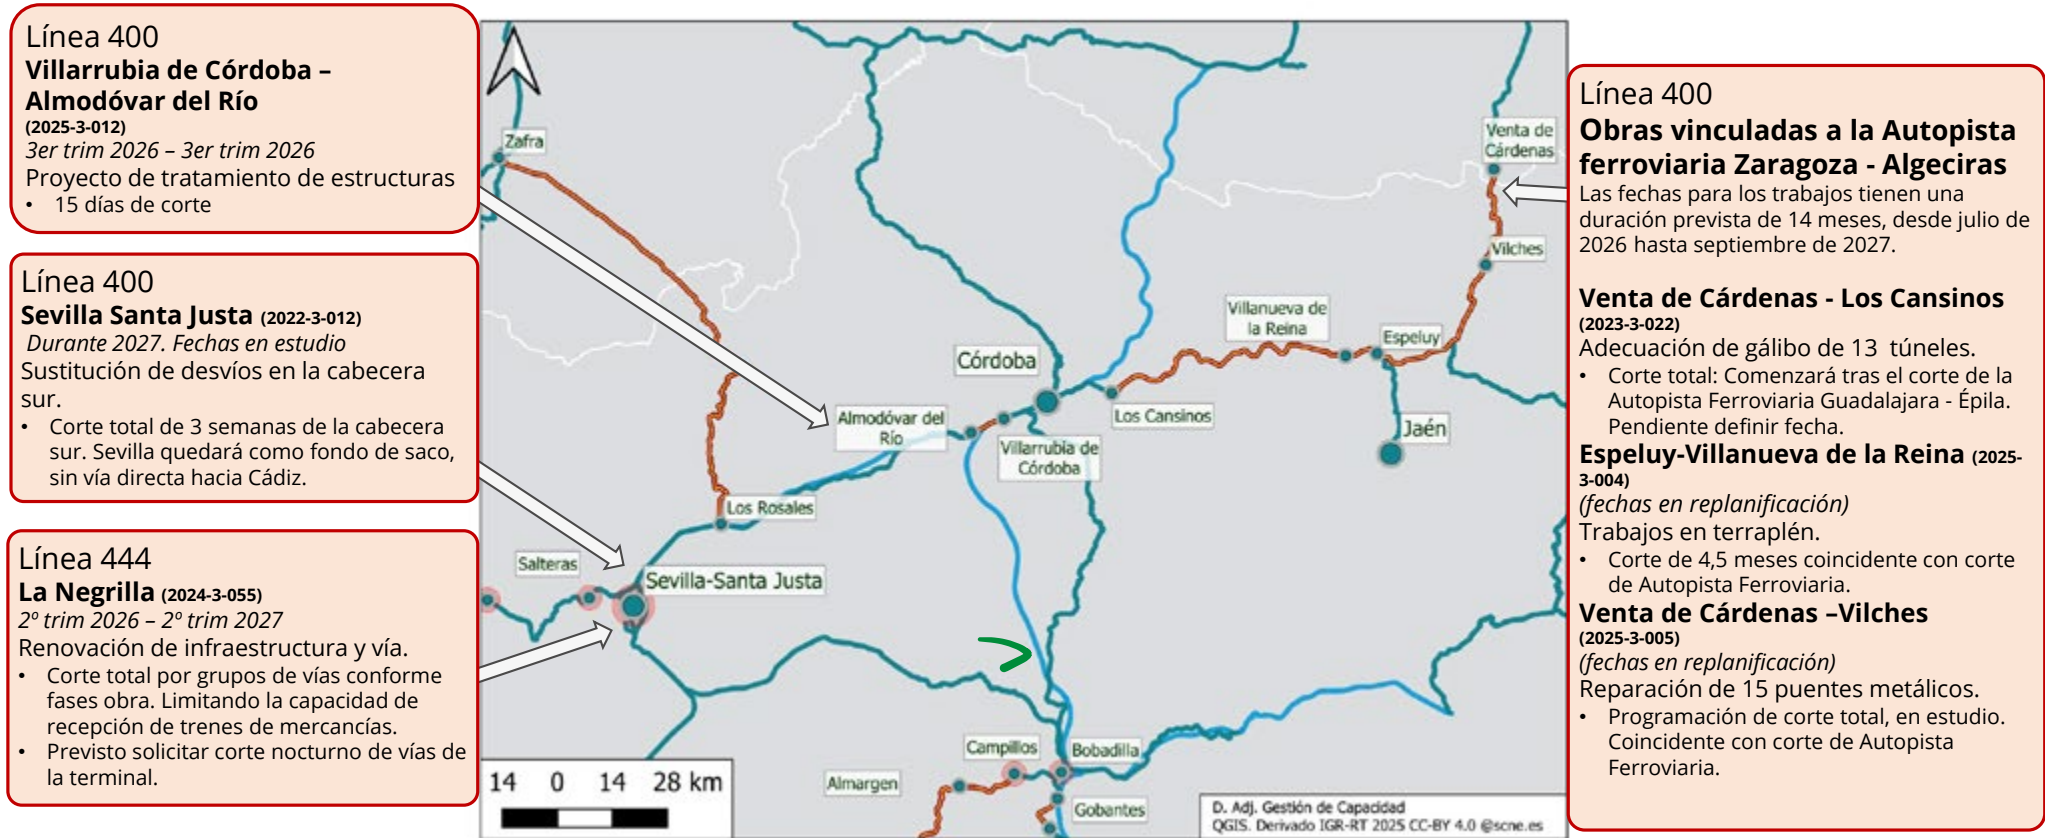 Línea 400
Villarrubia de Córdoba –
Almodóvar del Río
(2025-3-012)
3er trim 2026 – 3er trim 2026
Proyecto de tratamiento de estructuras
• 15 días de corte
Línea 400
Sevilla Santa Justa (2022-3-012)
Durante 2027. Fechas en estudio
Sustitución de desvíos en la cabecera
sur.
• Corte total de 3 semanas de la cabecera
sur. Sevilla quedará como fondo de saco,
sin vía directa hacia Cádiz.
Línea 444
La Negrilla (2024-3-055)
2º trim 2026 – 2º trim 2027
Renovación de infraestructura y vía.
• Corte total por grupos de vías conforme
fases obra. Limitando la capacidad de
recepción de trenes de mercancías.
• Previsto solicitar corte nocturno de vías de
la terminal.
Zafra
Venta de
Cárdenas
Vilches
Villanueva de
la Reina
Espeluy
Córdoba
Los Cansinos
Almodóvar del
Río
Jaén
Villarrubia de
Córdoba
Los Rosales
Salteras
Sevilla-Santa Justa
Campillos
Bobadilla
Almargen
Gobantes
14 0 14 28 km
D. Adj. Gestión de Capacidad
QGIS. Derivado IGR-RT 2025 CC-BY 4.0 @scne.es
Línea 400
Obras vinculadas a la Autopista
ferroviaria Zaragoza - Algeciras
Las fechas para los trabajos tienen una
duración prevista de 14 meses, desde julio de
2026 hasta septiembre de 2027.
Venta de Cárdenas - Los Cansinos
(2023-3-022)
Adecuación de gálibo de 13 túneles.
• Corte total: Comenzará tras el corte de la
Autopista Ferroviaria Guadalajara - Épila.
Pendiente definir fecha.
Espeluy-Villanueva de la Reina (2025-
3-004)
(fechas en replanificación)
Trabajos en terraplén.
• Corte de 4,5 meses coincidente con corte
de Autopista Ferroviaria.
Venta de Cárdenas –Vilches
(2025-3-005)
(fechas en replanificación)
Reparación de 15 puentes metálicos.
• Programación de corte total, en estudio.
Coincidente con corte de Autopista
Ferroviaria.